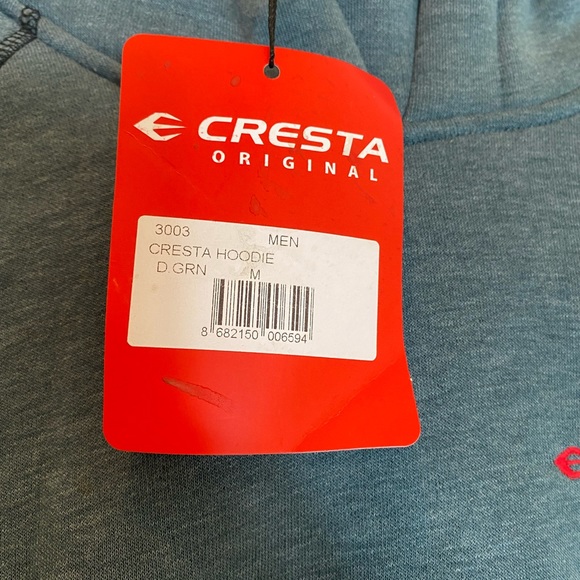 CRESTA
ORIGINAL
3003 MEN
CRESTA HOODIE
D.GRN M
8 682150 006594